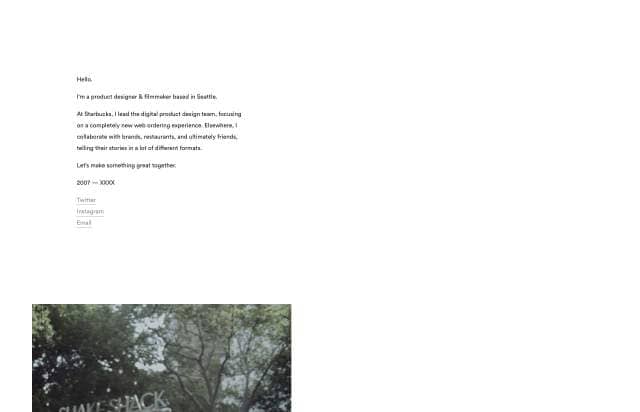 Hello.
I'm a product designer & filmmaker based in Seattle.
At Starbucks, I lead the digital product design team, focusing
on a completely new web ordering experience. Elsewhere, I
collaborate with brands, restaurants, and ultimately friends,
telling their stories in a lot of different formats.
Let's make something great together.
2007 — XXXX
Twitter
Instagram
Email
SHAKE SHACK